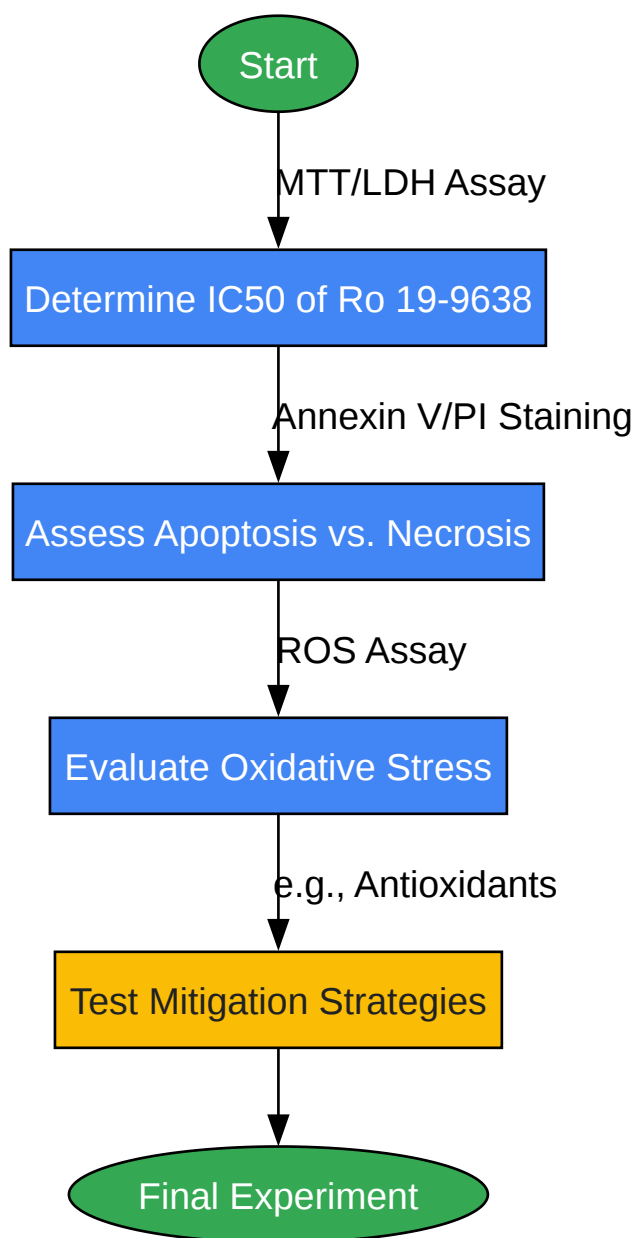 Start
MTT/LDH Assay
Determine IC50 of Ro 19-9638
Annexin V/PI Staining
Assess Apoptosis vs. Necrosis
ROS Assay
Evaluate Oxidative Stress
e.g., Antioxidants
Test Mitigation Strategies
Final Experiment